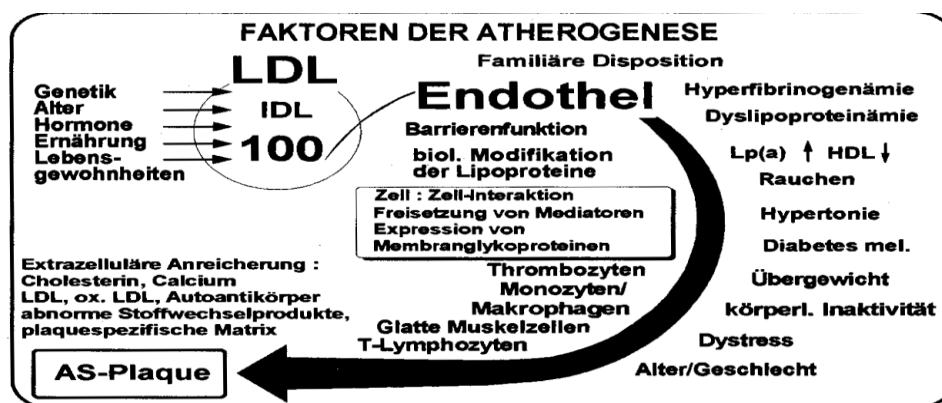 FAKTOREN DER ATHEROGENESE
LDL
IDL
100
Genetik
Alter
Hormone
Ernährung
Lebens-
gewohnheiten
Familiäre Disposition
Endothel
Barrierenfunktion
biol. Modifikation
der Lipoproteine
Zell : Zell-Interaktion
Freisetzung von Mediatoren
Expression von
Membranglykoproteinen
Thrombozyten
Monozyten/
Makrophagen
Glatte Muskelzellen
T-Lymphozyten
Hyperfibrinogenämie
Dyslipoproteinämie
Lp(a) ↑ HDL ↓
Rauchen
Hypertonie
Diabetes mel.
Übergewicht
körperl. Inaktivität
Dystress
Alter/Geschlecht
Extrazelluläre Anreicherung :
Cholesterin, Calcium
LDL, ox. LDL, Autoantikörper
abnorme Stoffwechselprodukte,
plaquespezifische Matrix
AS-Plaque